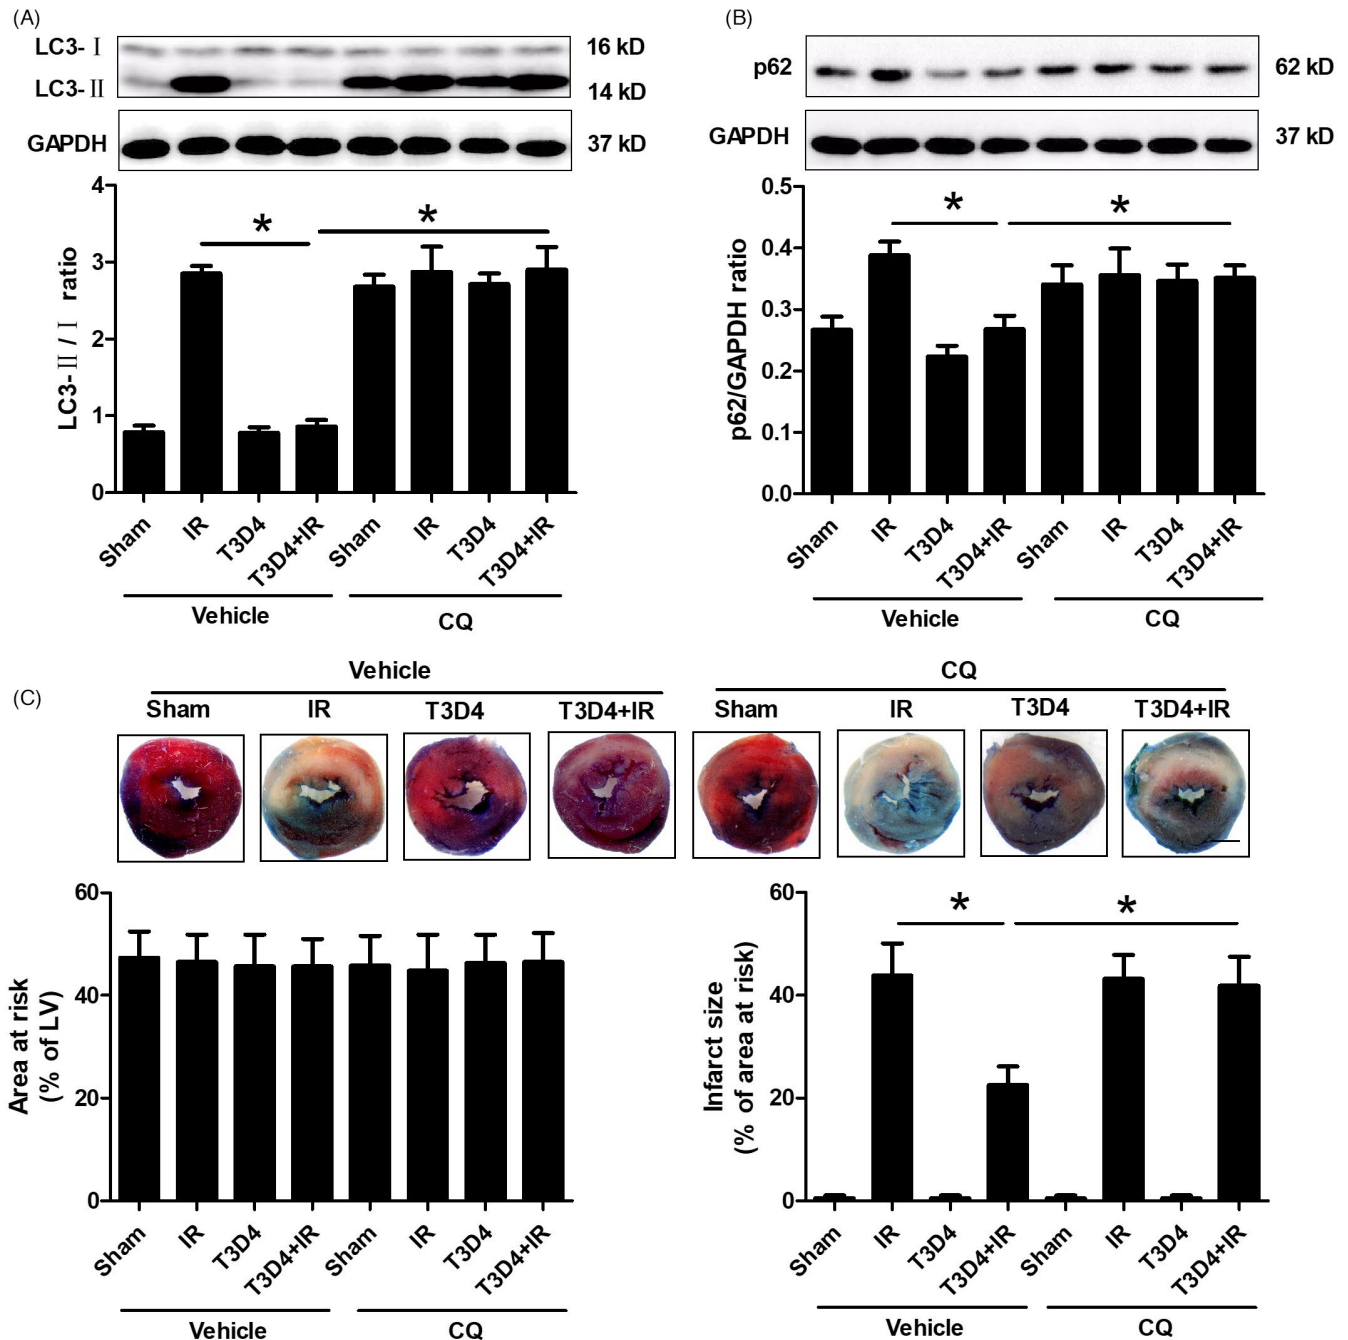 (A)
LC3-Ⅰ
16 kD
LC3-Ⅱ
14 kD
GAPDH
37 kD
4
3
2
1
0
LC3-Ⅱ/Ⅰ ratio
*
*
Sham
IR
T3D4
T3D4+IR
Sham
IR
T3D4
T3D4+IR
Vehicle
CQ
(B)
p62
62 kD
GAPDH
37 kD
0.5
0.4
0.3
0.2
0.1
0.0
p62/GAPDH ratio
*
*
Sham
IR
T3D4
T3D4+IR
Sham
IR
T3D4
T3D4+IR
Vehicle
CQ
(C)
Vehicle
CQ
Sham
IR
T3D4
T3D4+IR
Sham
IR
T3D4
T3D4+IR
60
40
20
0
Area at risk
(% of LV)
Sham
IR
T3D4
T3D4+IR
Sham
IR
T3D4
T3D4+IR
Vehicle
CQ
60
40
20
0
Infarct size
(% of area at risk)
*
*
Sham
IR
T3D4
T3D4+IR
Sham
IR
T3D4
T3D4+IR
Vehicle
CQ